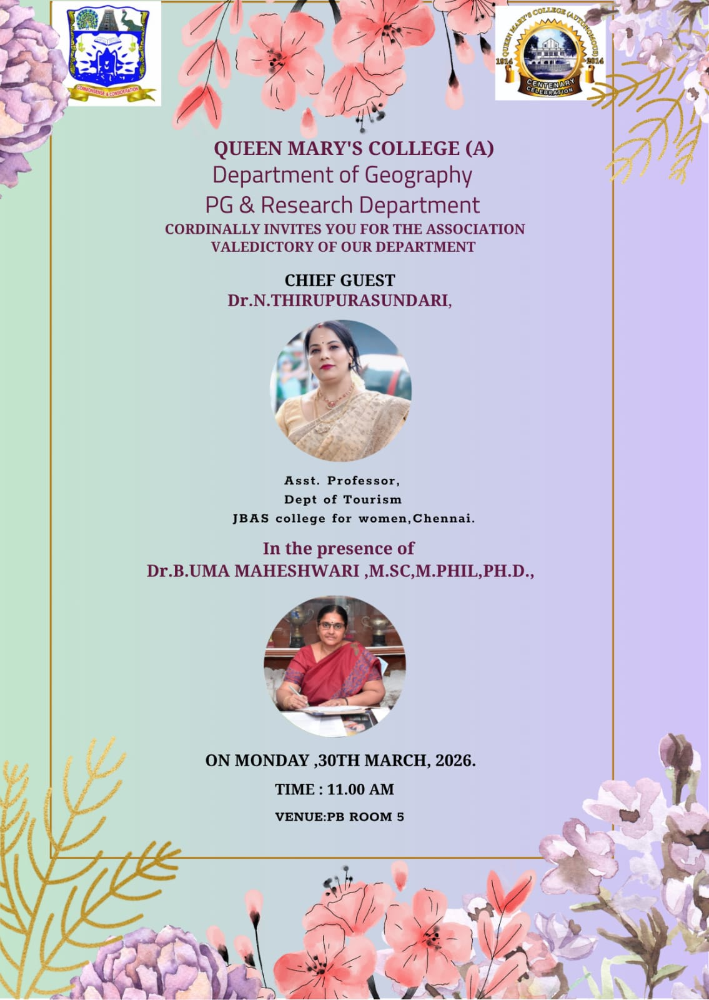 COMMONSENSE & CONSIDERATION
QUEEN MARY'S COLLEGE (AUTONOMOUS)
1914 2014
CENTENARY
CELEBRATION
QUEEN MARY'S COLLEGE (A)
Department of Geography
PG & Research Department
CORDINALLY INVITES YOU FOR THE ASSOCIATION
VALEDICTORY OF OUR DEPARTMENT
CHIEF GUEST
Dr.N.THIRUPURASUNDARI,
Asst. Professor,
Dept of Tourism
JBAS college for women,Chennai.
In the presence of
Dr.B.UMA MAHESHWARI ,M.SC,M.PHIL,PH.D.,
ON MONDAY ,30TH MARCH, 2026.
TIME : 11.00 AM
VENUE:PB ROOM 5